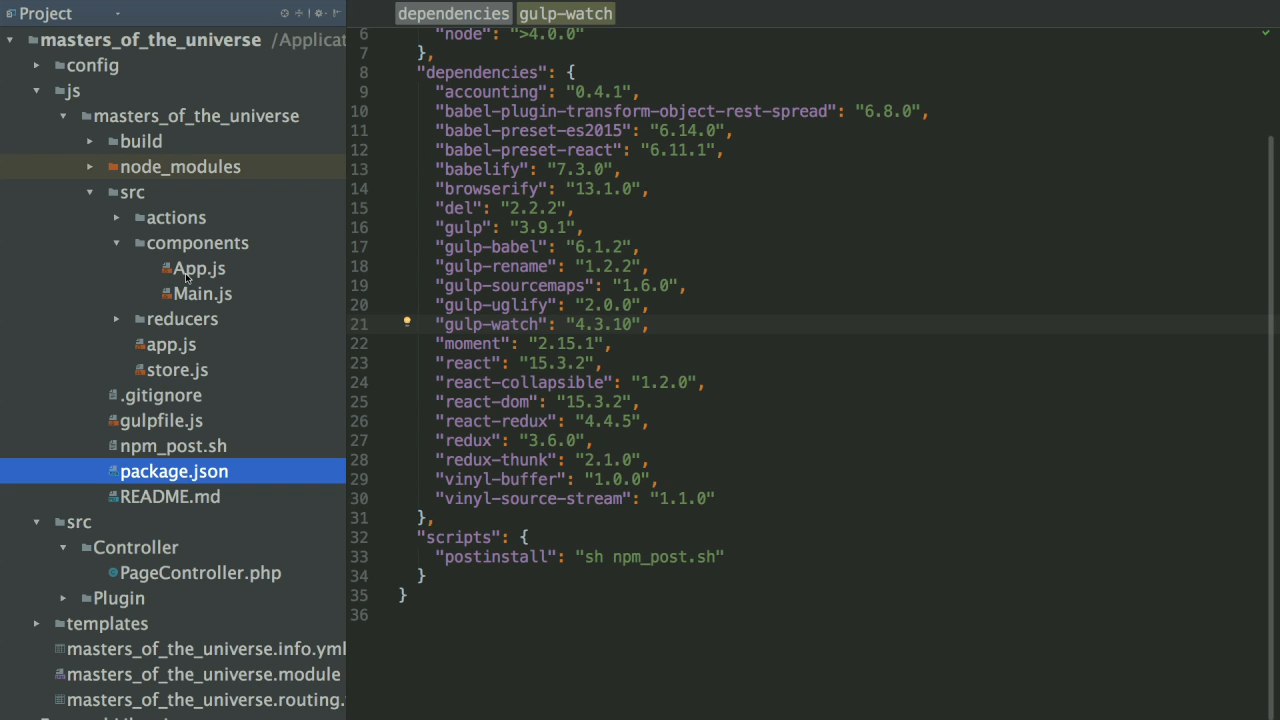 Project
masters_of_the_universe /Applicat
config
js
masters_of_the_universe
build
node_modules
src
actions
components
App.js
Main.js
reducers
app.js
store.js
.gitignore
gulpfile.js
npm_post.sh
package.json
README.md
src
Controller
PageController.php
Plugin
templates
masters_of_the_universe.info.yml
masters_of_the_universe.module
masters_of_the_universe.routing.
dependencies gulp-watch
6 "node": ">4.0.0"
7 },
8 "dependencies": {
9 "accounting": "0.4.1",
10 "babel-plugin-transform-object-rest-spread": "6.8.0",
11 "babel-preset-es2015": "6.14.0",
12 "babel-preset-react": "6.11.1",
13 "babelify": "7.3.0",
14 "browserify": "13.1.0",
15 "del": "2.2.2",
16 "gulp": "3.9.1",
17 "gulp-babel": "6.1.2",
18 "gulp-rename": "1.2.2",
19 "gulp-sourcemaps": "1.6.0",
20 "gulp-uglify": "2.0.0",
21 "gulp-watch": "4.3.10",
22 "moment": "2.15.1",
23 "react": "15.3.2",
24 "react-collapsible": "1.2.0",
25 "react-dom": "15.3.2",
26 "react-redux": "4.4.5",
27 "redux": "3.6.0",
28 "redux-thunk": "2.1.0",
29 "vinyl-buffer": "1.0.0",
30 "vinyl-source-stream": "1.1.0"
31 },
32 "scripts": {
33 "postinstall": "sh npm_post.sh"
34 }
35 }
36